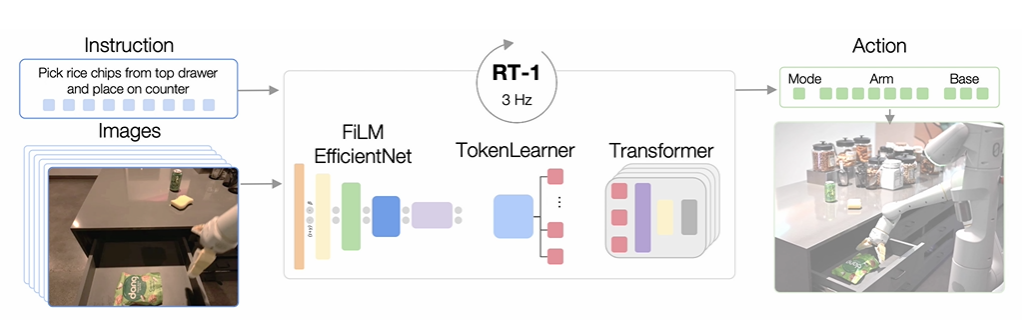 Instruction
Pick rice chips from top drawer
and place on counter
Images
RT-1
3 Hz
FiLM
EfficientNet
TokenLearner
Transformer
Action
Mode Arm Base
dang